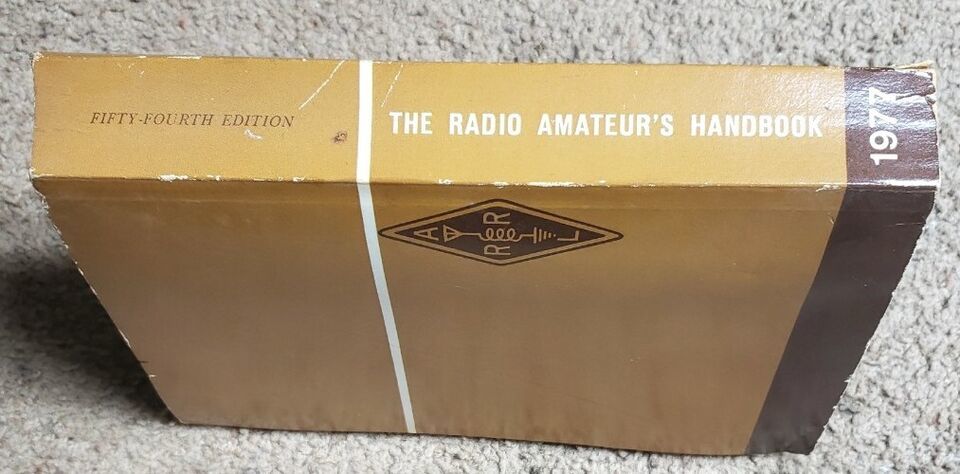 FIFTY-FOURTH EDITION
THE RADIO AMATEUR'S HANDBOOK
1977
A R R L